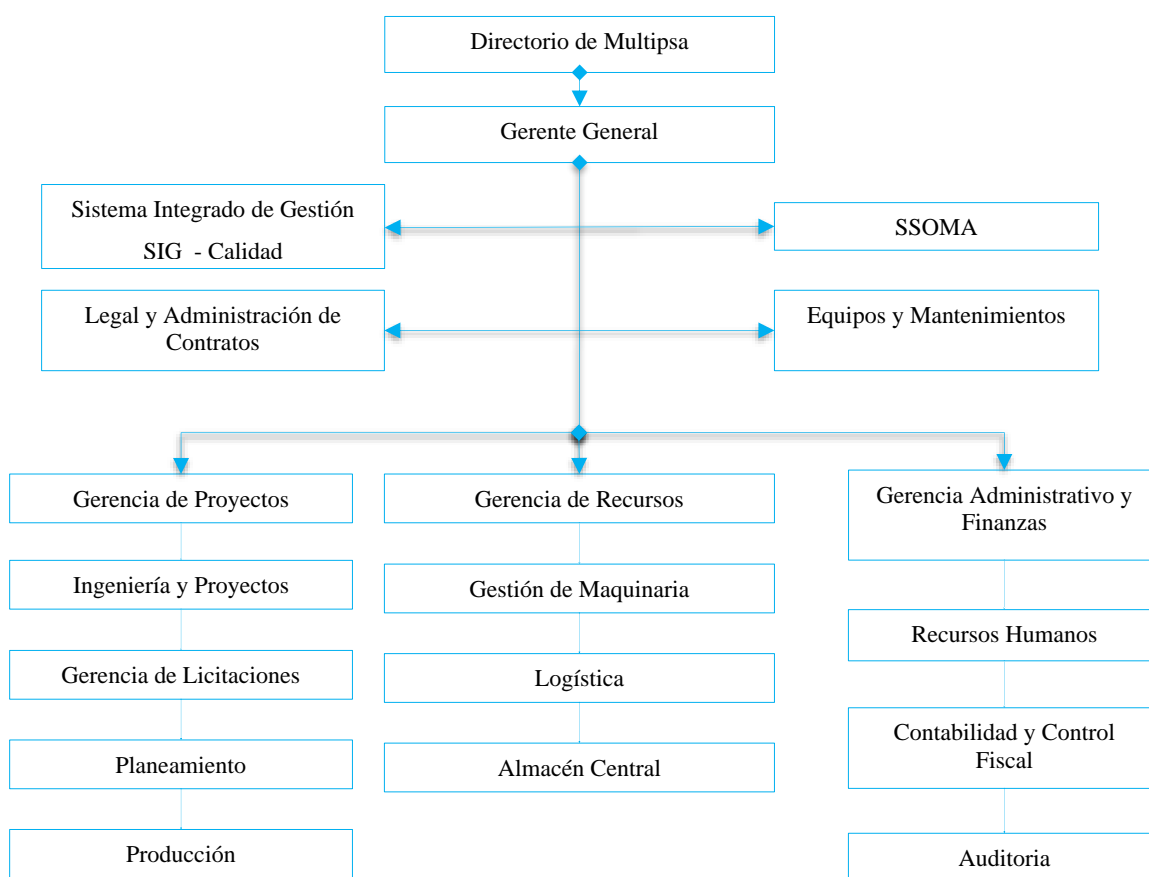 Directorio de Multipsa
Gerente General
Sistema Integrado de Gestión
SIG - Calidad
SSOMA
Legal y Administración de
Contratos
Equipos y Mantenimientos
Gerencia de Proyectos
Gerencia de Recursos
Gerencia Administrativo y
Finanzas
Ingeniería y Proyectos
Gestión de Maquinaria
Recursos Humanos
Gerencia de Licitaciones
Logística
Contabilidad y Control
Fiscal
Planeamiento
Almacén Central
Producción
Auditoria